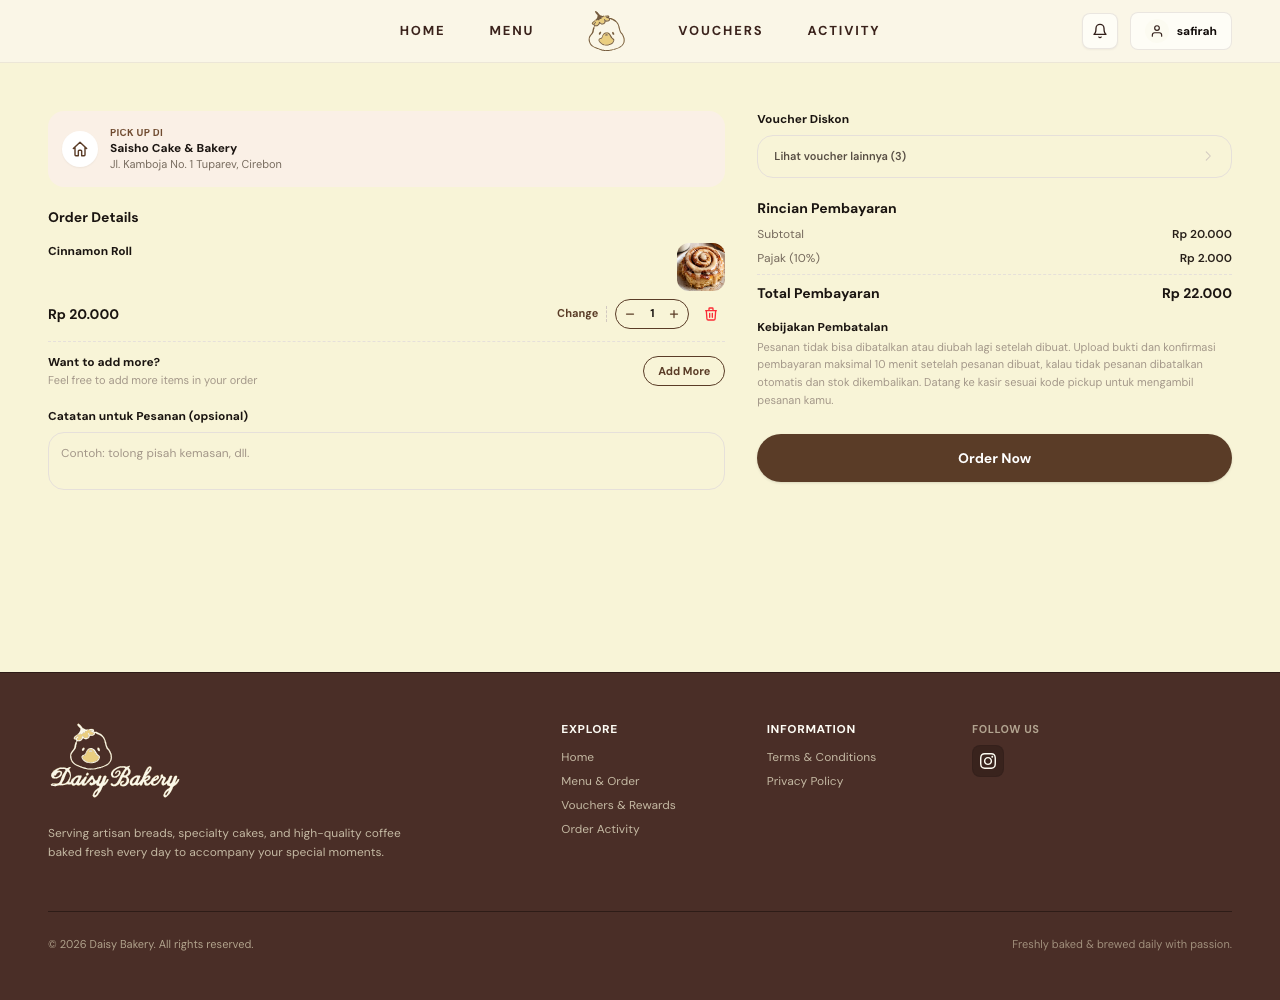 HOME
MENU
VOUCHERS
ACTIVITY
safirah
PICK UP DI
Saisho Cake & Bakery
Jl. Kamboja No. 1 Tuparev, Cirebon
Order Details
Cinnamon Roll
Rp 20.000
Change
1
Want to add more?
Feel free to add more items in your order
Add More
Catatan untuk Pesanan (opsional)
Contoh: tolong pisah kemasan, dll.
Voucher Diskon
Lihat voucher lainnya (3)
Rincian Pembayaran
Subtotal Rp 20.000
Pajak (10%) Rp 2.000
Total Pembayaran Rp 22.000
Kebijakan Pembatalan
Pesanan tidak bisa dibatalkan atau diubah lagi setelah dibuat. Upload bukti dan konfirmasi
pembayaran maksimal 10 menit setelah pesanan dibuat, kalau tidak pesanan dibatalkan
otomatis dan stok dikembalikan. Datang ke kasir sesuai kode pickup untuk mengambil
pesanan kamu.
Order Now
Daisy Bakery
Serving artisan breads, specialty cakes, and high-quality coffee
baked fresh every day to accompany your special moments.
EXPLORE
Home
Menu & Order
Vouchers & Rewards
Order Activity
INFORMATION
Terms & Conditions
Privacy Policy
FOLLOW US
© 2026 Daisy Bakery. All rights reserved.
Freshly baked & brewed daily with passion.